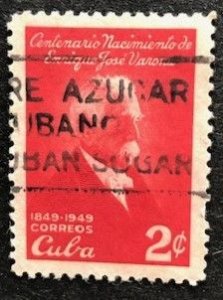 Centenario Nacimiento de
Enrique José Varona
RE AZUCAR
UBANO
UBAN SUGAR
1849-1949
CORREOS
Cuba
2¢